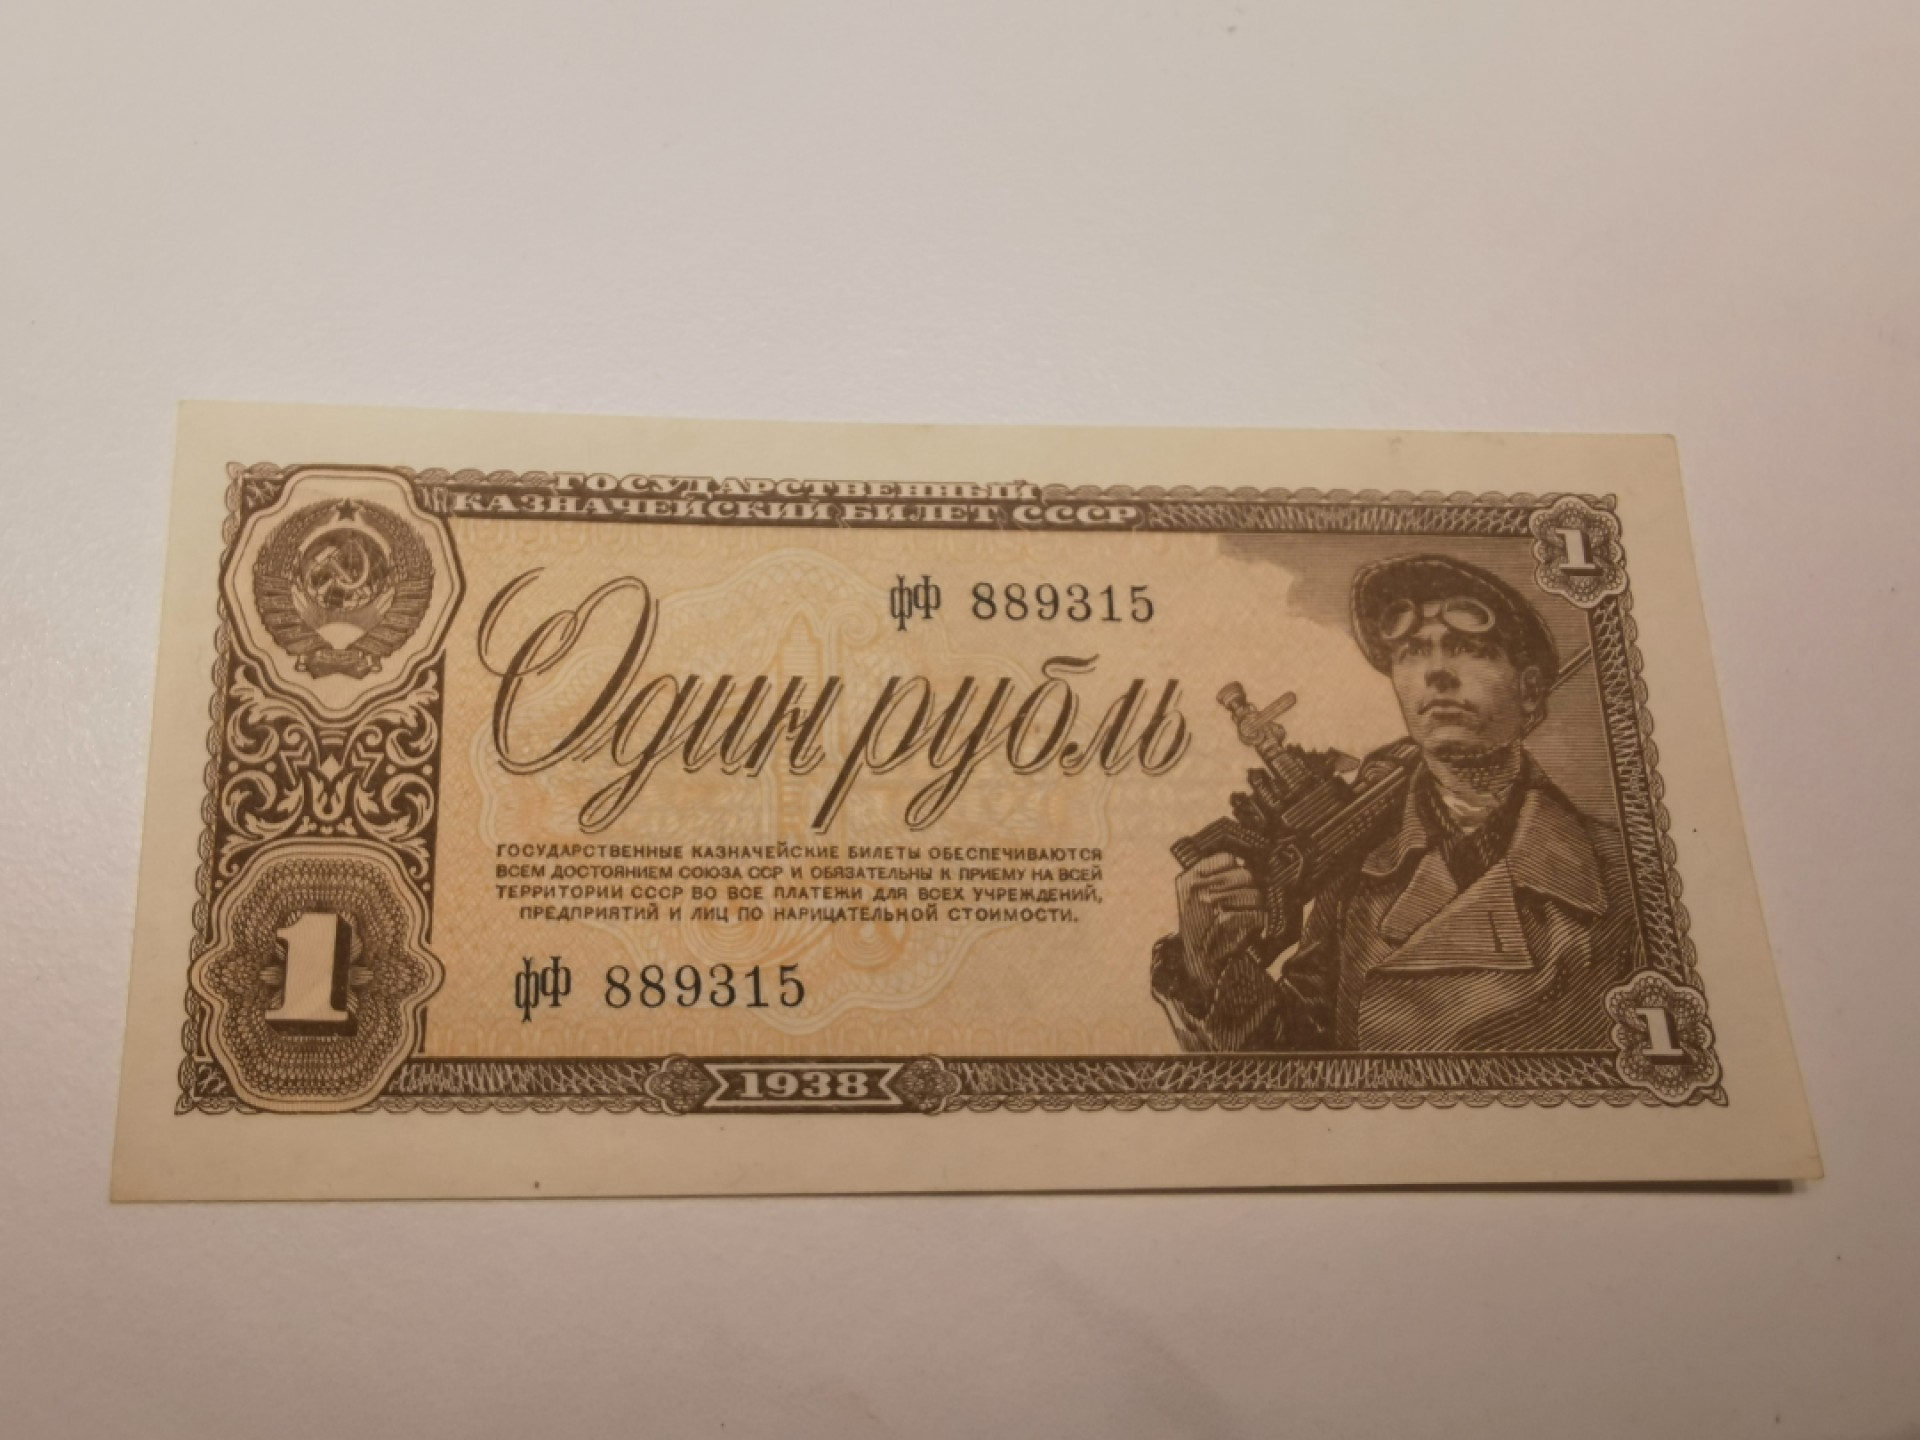 ГОСУДАРСТВЕННЫЙ
КАЗНАЧЕЙСКИЙ БИЛЕТ СССР
1
фФ 889315
Один рубль
ГОСУДАРСТВЕННЫЕ КАЗНАЧЕЙСКИЕ БИЛЕТЫ ОБЕСПЕЧИВАЮТСЯ
ВСЕМ ДОСТОЯНИЕМ СОЮЗА ССР И ОБЯЗАТЕЛЬНЫ К ПРИЕМУ НА ВСЕЙ
ТЕРРИТОРИИ СССР ВО ВСЕ ПЛАТЕЖИ ДЛЯ ВСЕХ УЧРЕЖДЕНИЙ,
ПРЕДПРИЯТИЙ И ЛИЦ ПО НАРИЦАТЕЛЬНОЙ СТОИМОСТИ.
1
фФ 889315
1
1938